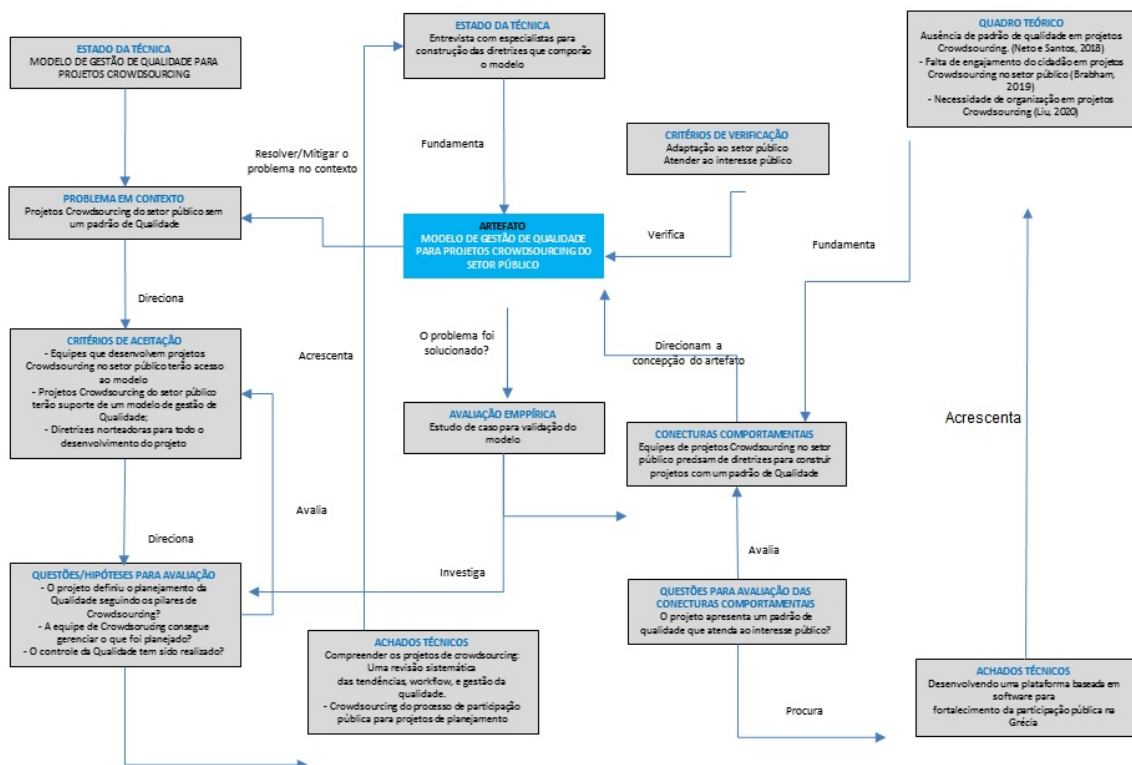 ESTADO DA TÉCNICA
MODELO DE GESTÃO DE QUALIDADE PARA
PROJETOS CROWDSOURCING
ESTADO DA TÉCNICA
Entrevista com especialistas para
construção das diretrizes que comporão
o modelo
QUADRO TEÓRICO
Ausência de padrão de qualidade em projetos
Crowdsourcing. (Neto e Santos, 2018)
- Falta de engajamento do cidadão em projetos
Crowdsourcing no setor público (Brabham,
2019)
- Necessidade de organização em projetos
Crowdsourcing (Liu, 2020)
CRITÉRIOS DE VERIFICAÇÃO
Adaptação ao setor público
Atender ao interesse público
Resolver/Mitigar o
problema no contexto
Fundamenta
PROBLEMA EM CONTEXTO
Projetos Crowdsourcing do setor público sem
um padrão de Qualidade
ARTEFATO
MODELO DE GESTÃO DE QUALIDADE
PARA PROJETOS CROWDSOURCING DO
SETOR PÚBLICO
Verifica
Fundamenta
Direciona
CRITÉRIOS DE ACEITAÇÃO
- Equipes que desenvolvem projetos
Crowdsourcing no setor público terão acesso
ao modelo
- Projetos Crowdsourcing do setor público
terão suporte de um modelo de gestão de
Qualidade;
- Diretrizes norteadoras para todo o
desenvolvimento do projeto
Acrescenta
O problema foi
solucionado?
Direcionam a
concepção do artefato
AVALIAÇÃO EMPPÍRICA
Estudo de caso para validação do
modelo
CONECTURAS COMPORTAMENTAIS
Equipes de projetos Crowdsourcing no setor
público precisam de diretrizes para construir
projetos com um padrão de Qualidade
Acrescenta
Avalia
Direciona
Investiga
Avalia
QUESTÕES/HIPÓTESES PARA AVALIAÇÃO
- O projeto definiu o planejamento da
Qualidade seguindo os pilares de
Crowdsourcing?
- A equipe de Crowdsorucing consegue
gerenciar o que foi planejado?
- O controle da Qualidade tem sido realizado?
QUESTÕES PARA AVALIAÇÃO DAS
CONECTURAS COMPORTAMENTAIS
O projeto apresenta um padrão de
qualidade que atenda ao interesse público?
ACHADOS TÉCNICOS
Compreender os projetos de crowdsourcing:
Uma revisão sistemática
das tendências, workflow, e gestão da
qualidade.
- Crowdsourcing do processo de participação
pública para projetos de planejamento
Procura
ACHADOS TÉCNICOS
Desenvolvendo uma plataforma baseada em
software para
fortalecimento da participação pública na
Grécia